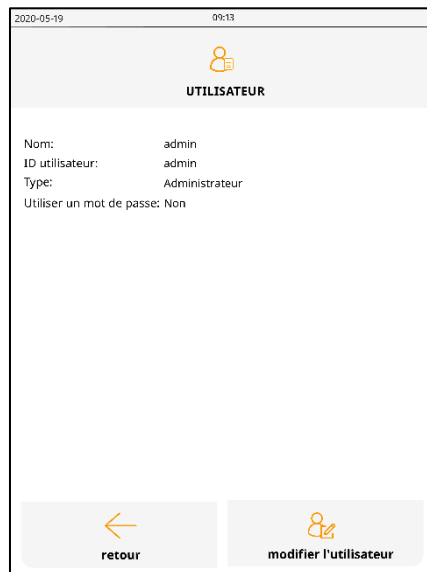 2020-05-19 09:13
UTILISATEUR
Nom: admin
ID utilisateur: admin
Type: Administrateur
Utiliser un mot de passe: Non
retour modifier l'utilisateur